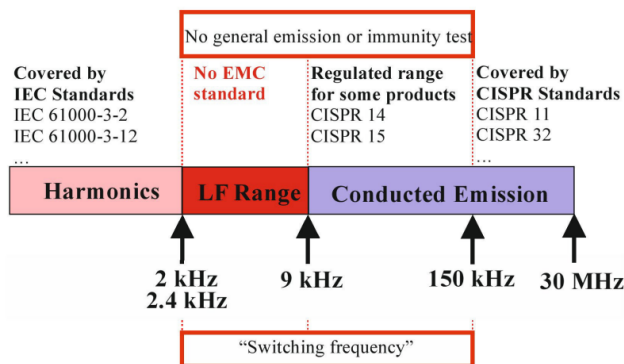 No general emission or immunity test
Covered by
IEC Standards
IEC 61000-3-2
IEC 61000-3-12
...
No EMC
standard
Regulated range
for some products
CISPR 14
CISPR 15
Covered by
CISPR Standards
CISPR 11
CISPR 32
...
Harmonics
LF Range
Conducted Emission
2 kHz
2.4 kHz
9 kHz
150 kHz
30 MHz
“Switching frequency”